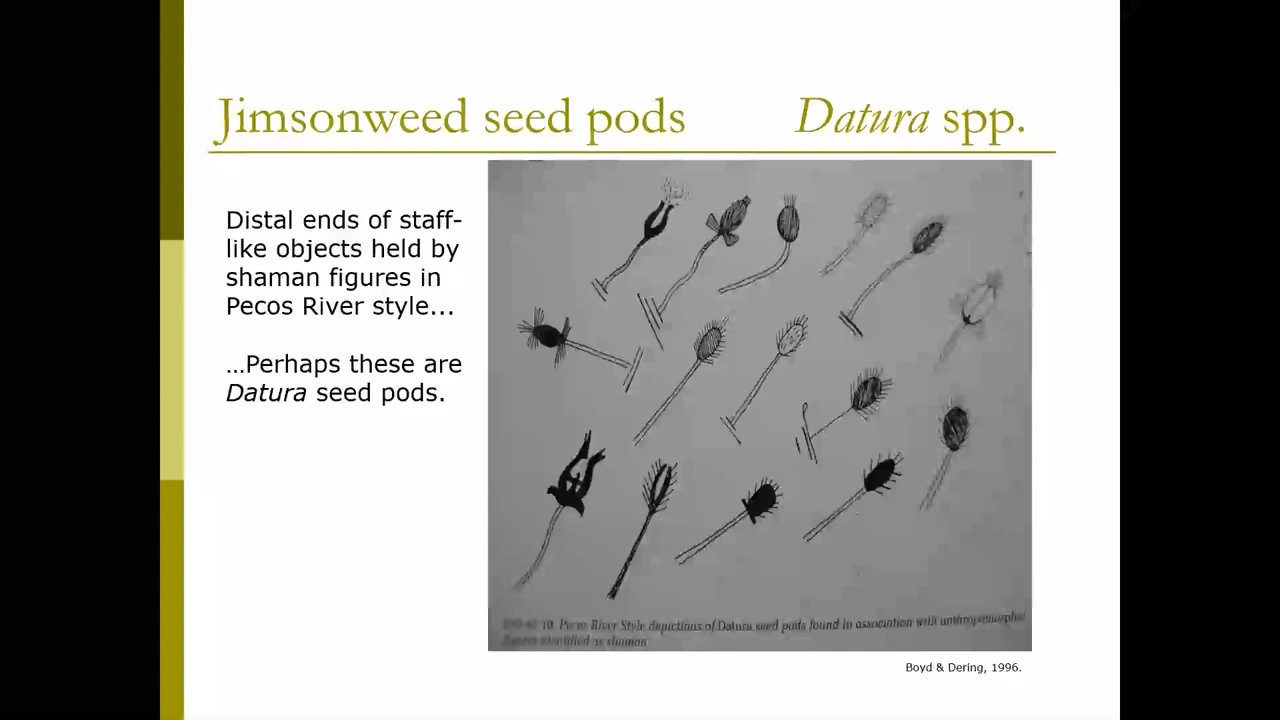 Jimsonweed seed pods Datura spp.
Distal ends of staff-
like objects held by
shaman figures in
Pecos River style...
...Perhaps these are
Datura seed pods.
10. Pecos River Style depictions of Datura seed pods found in association with anthropomorphic
figures identified as shaman
Boyd & Dering, 1996.